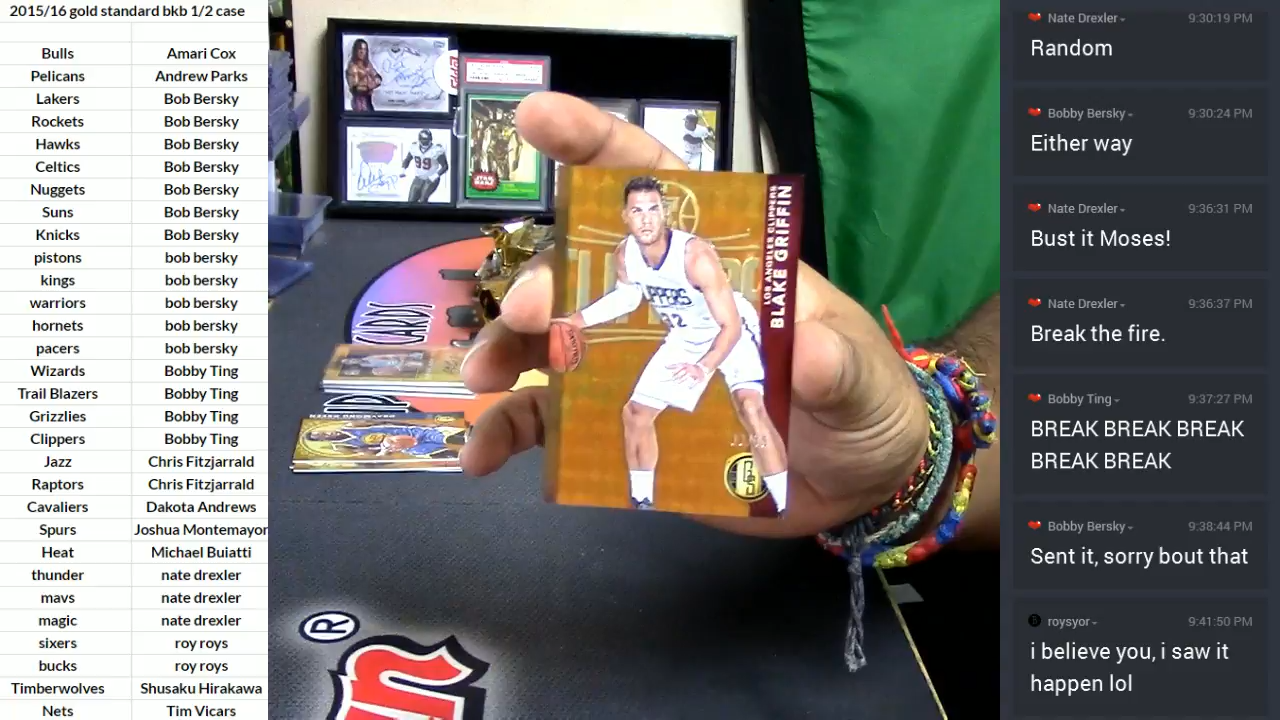 2015/16 gold standard bkb 1/2 case
Bulls Amari Cox
Pelicans Andrew Parks
Lakers Bob Bersky
Rockets Bob Bersky
Hawks Bob Bersky
Celtics Bob Bersky
Nuggets Bob Bersky
Suns Bob Bersky
Knicks Bob Bersky
pistons bob bersky
kings bob bersky
warriors bob bersky
hornets bob bersky
pacers bob bersky
Wizards Bobby Ting
Trail Blazers Bobby Ting
Grizzlies Bobby Ting
Clippers Bobby Ting
Jazz Chris Fitzjarrald
Raptors Chris Fitzjarrald
Cavaliers Dakota Andrews
Spurs Joshua Montemayor
Heat Michael Buiatti
thunder nate drexler
mavs nate drexler
magic nate drexler
sixers roy roys
bucks roy roys
Timberwolves Shusaku Hirakawa
Nets Tim Vicars
99
STAR WARS
LOS ANGELES CLIPPERS
BLAKE GRIFFIN
CLIPPERS
32
GS
CARDS
®
Nate Drexler 9:30:19 PM
Random
Bobby Bersky 9:30:24 PM
Either way
Nate Drexler 9:36:31 PM
Bust it Moses!
Nate Drexler 9:36:37 PM
Break the fire.
Bobby Ting 9:37:27 PM
BREAK BREAK BREAK
BREAK BREAK
Bobby Bersky 9:38:44 PM
Sent it, sorry bout that
roysyor 9:41:50 PM
i believe you, i saw it
happen lol